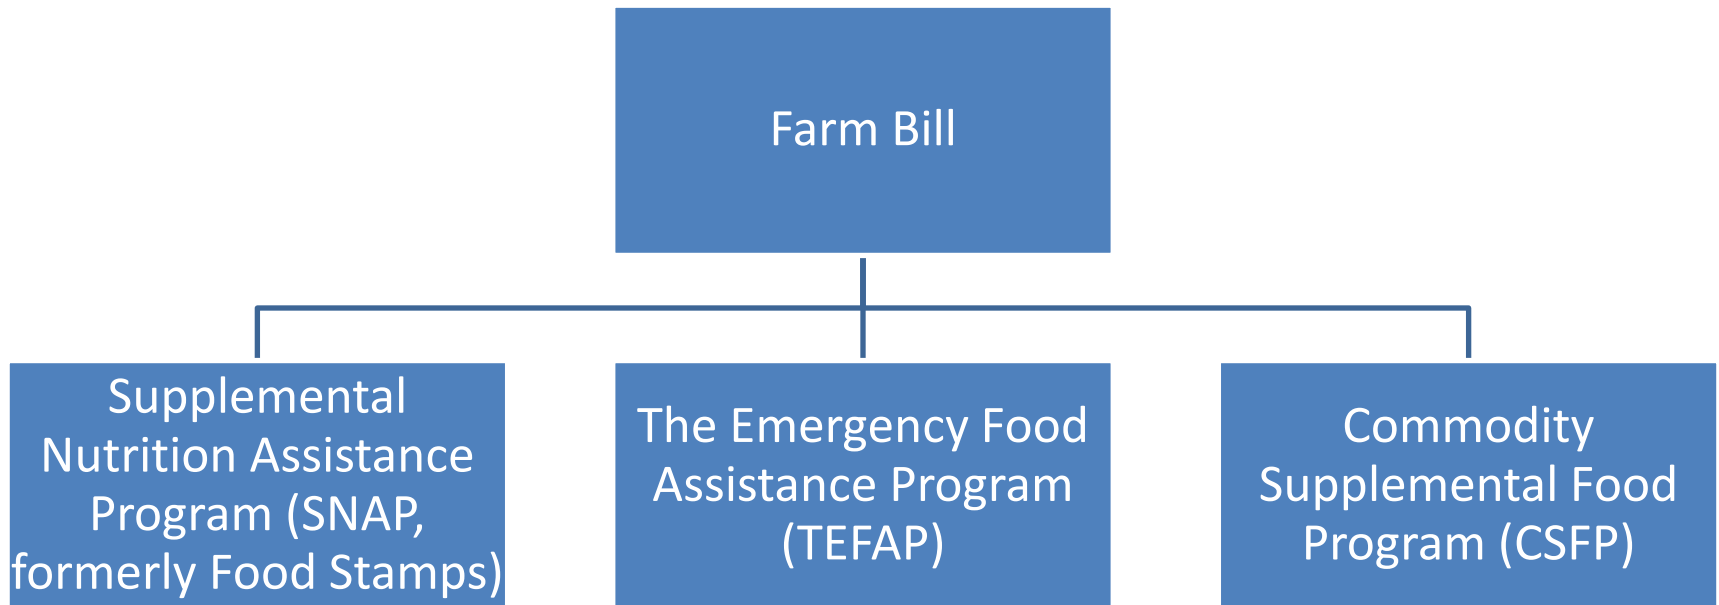 Farm Bill
Supplemental
Nutrition Assistance
Program (SNAP,
formerly Food Stamps)
The Emergency Food
Assistance Program
(TEFAP)
Commodity
Supplemental Food
Program (CSFP)